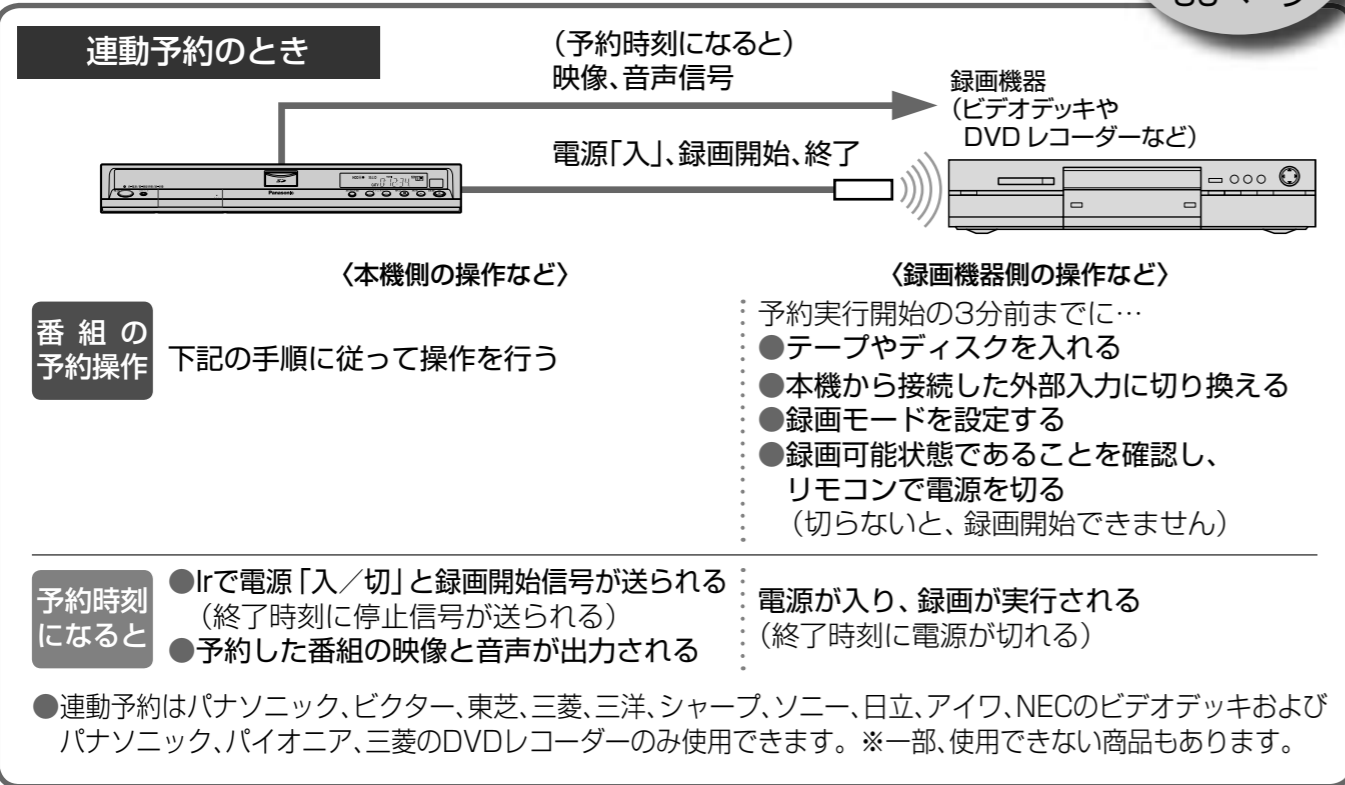 連動予約のとき
(予約時刻になると)
映像、音声信号
録画機器
(ビデオデッキや
DVDレコーダーなど)
電源「入」、録画開始、終了
Panasonic
〈本機側の操作など〉
〈録画機器側の操作など〉
番組の
予約操作
下記の手順に従って操作を行う
予約実行開始の3分前までに…
●テープやディスクを入れる
●本機から接続した外部入力に切り換える
●録画モードを設定する
●録画可能状態であることを確認し、
リモコンで電源を切る
(切らないと、録画開始できません)
予約時刻
になると
●Irで電源「入/切」と録画開始信号が送られる
(終了時刻に停止信号が送られる)
●予約した番組の映像と音声が出力される
電源が入り、録画が実行される
(終了時刻に電源が切れる)
●連動予約はパナソニック、ビクター、東芝、三菱、三洋、シャープ、ソニー、日立、アイワ、NECのビデオデッキおよび
パナソニック、パイオニア、三菱のDVDレコーダーのみ使用できます。※一部、使用できない商品もあります。